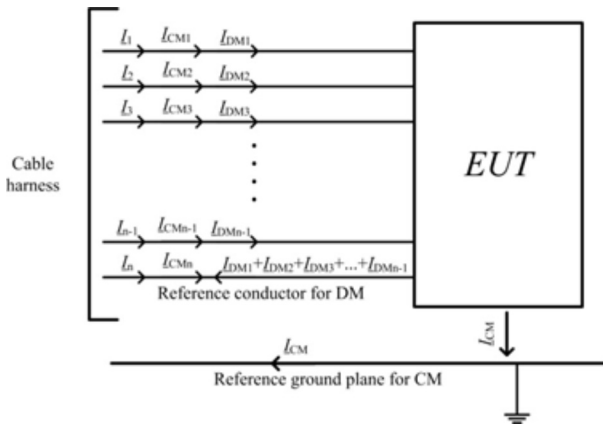 I1 ICM1 IDM1
I2 ICM2 IDM2
I3 ICM3 IDM3
Cable
harness
EUT
In-1 ICMn-1 IDMn-1
In ICMn IDM1+IDM2+IDM3+...+IDMn-1
Reference conductor for DM
ICM
ICM
Reference ground plane for CM